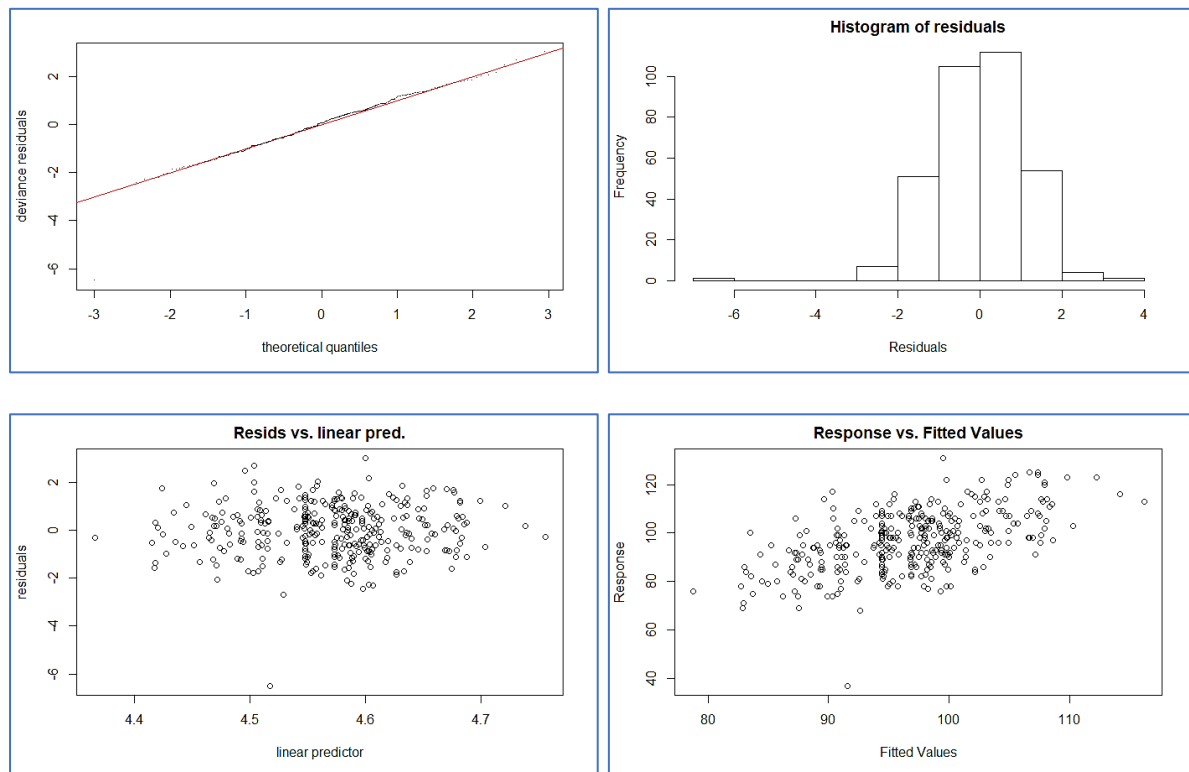 deviance residuals
2
0
-2
-4
-6
-3 -2 -1 0 1 2 3
theoretical quantiles
Histogram of residuals
Frequency
100
80
60
40
20
0
-6 -4 -2 0 2 4
Residuals
Resids vs. linear pred.
residuals
2
0
-2
-4
-6
4.4 4.5 4.6 4.7
linear predictor
Response vs. Fitted Values
Response
120
100
80
60
40
80 90 100 110
Fitted Values